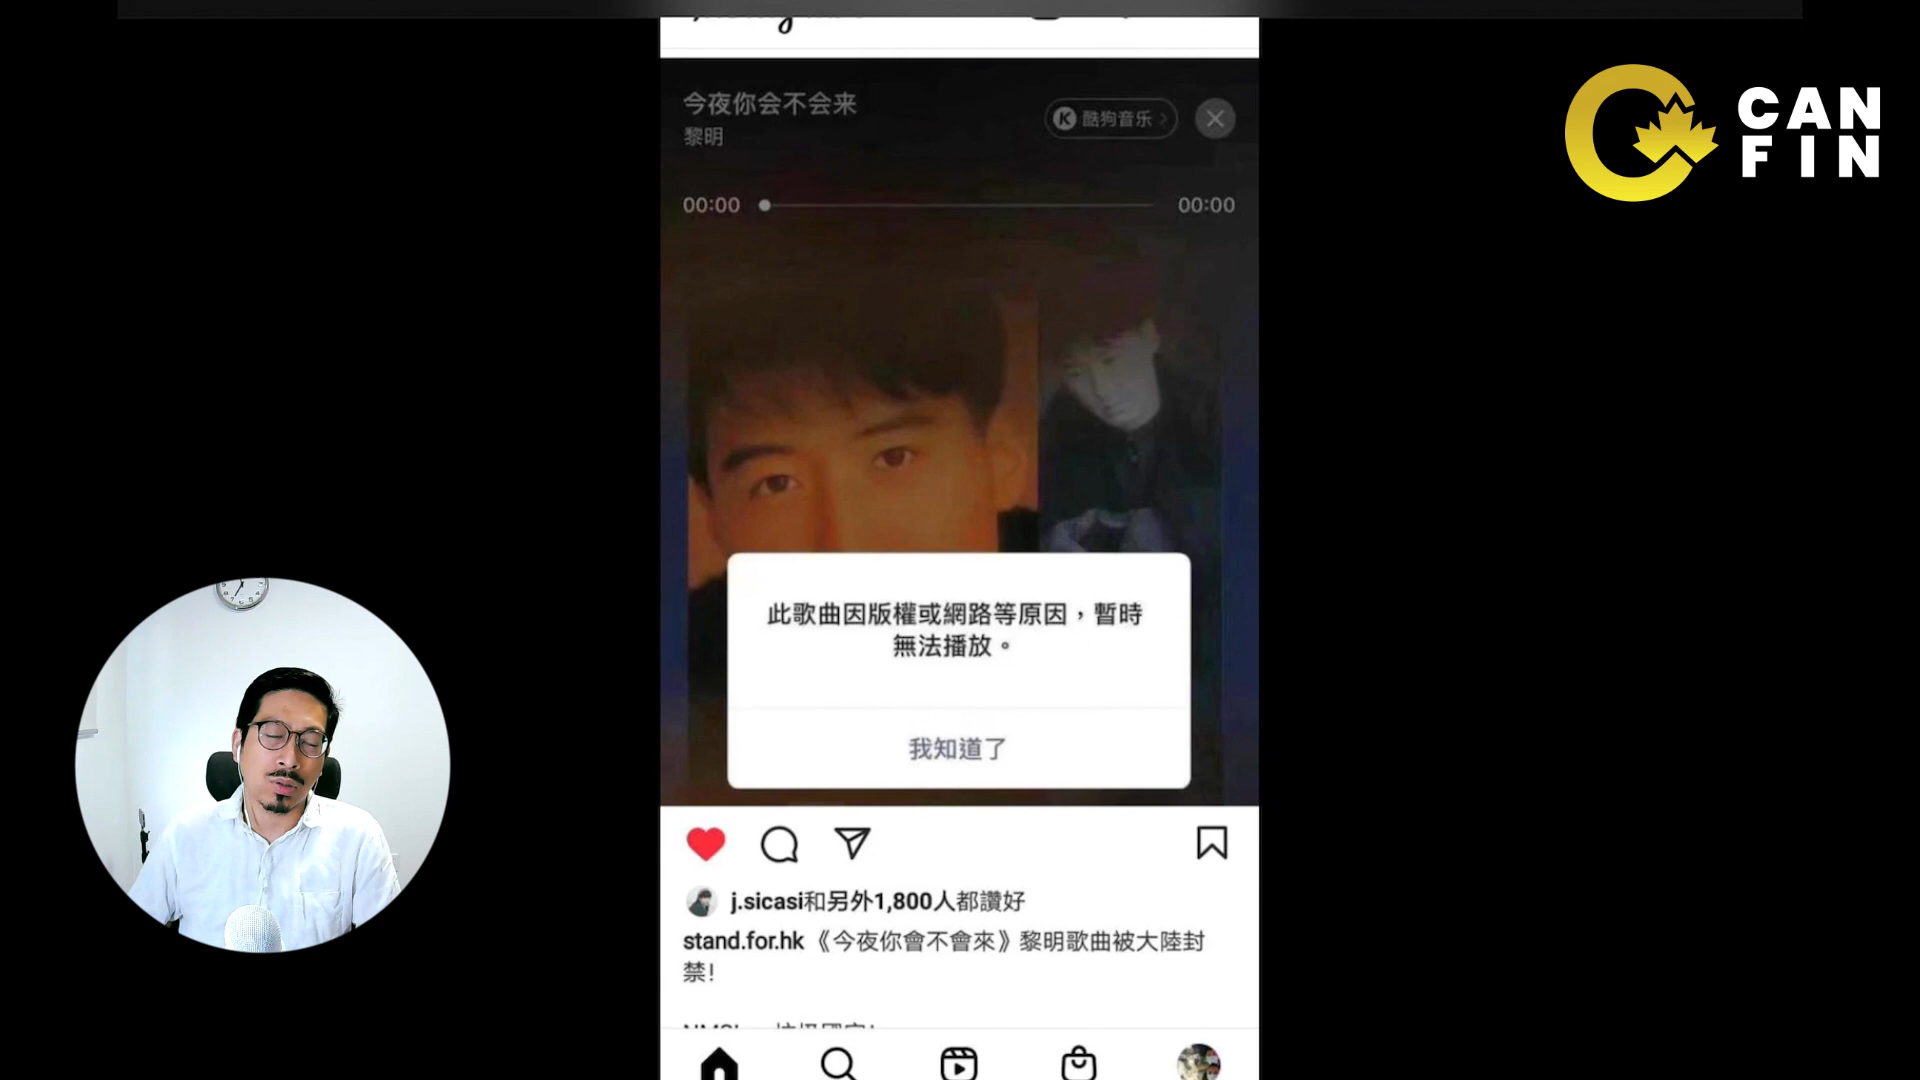 今夜你会不会来
黎明
酷狗音乐
00:00
00:00
CAN
FIN
此歌曲因版權或網路等原因，暫時
無法播放。
我知道了
j.sicasi和另外1,800人都讚好
stand.for.hk《今夜你會不會來》黎明歌曲被大陸封
禁！